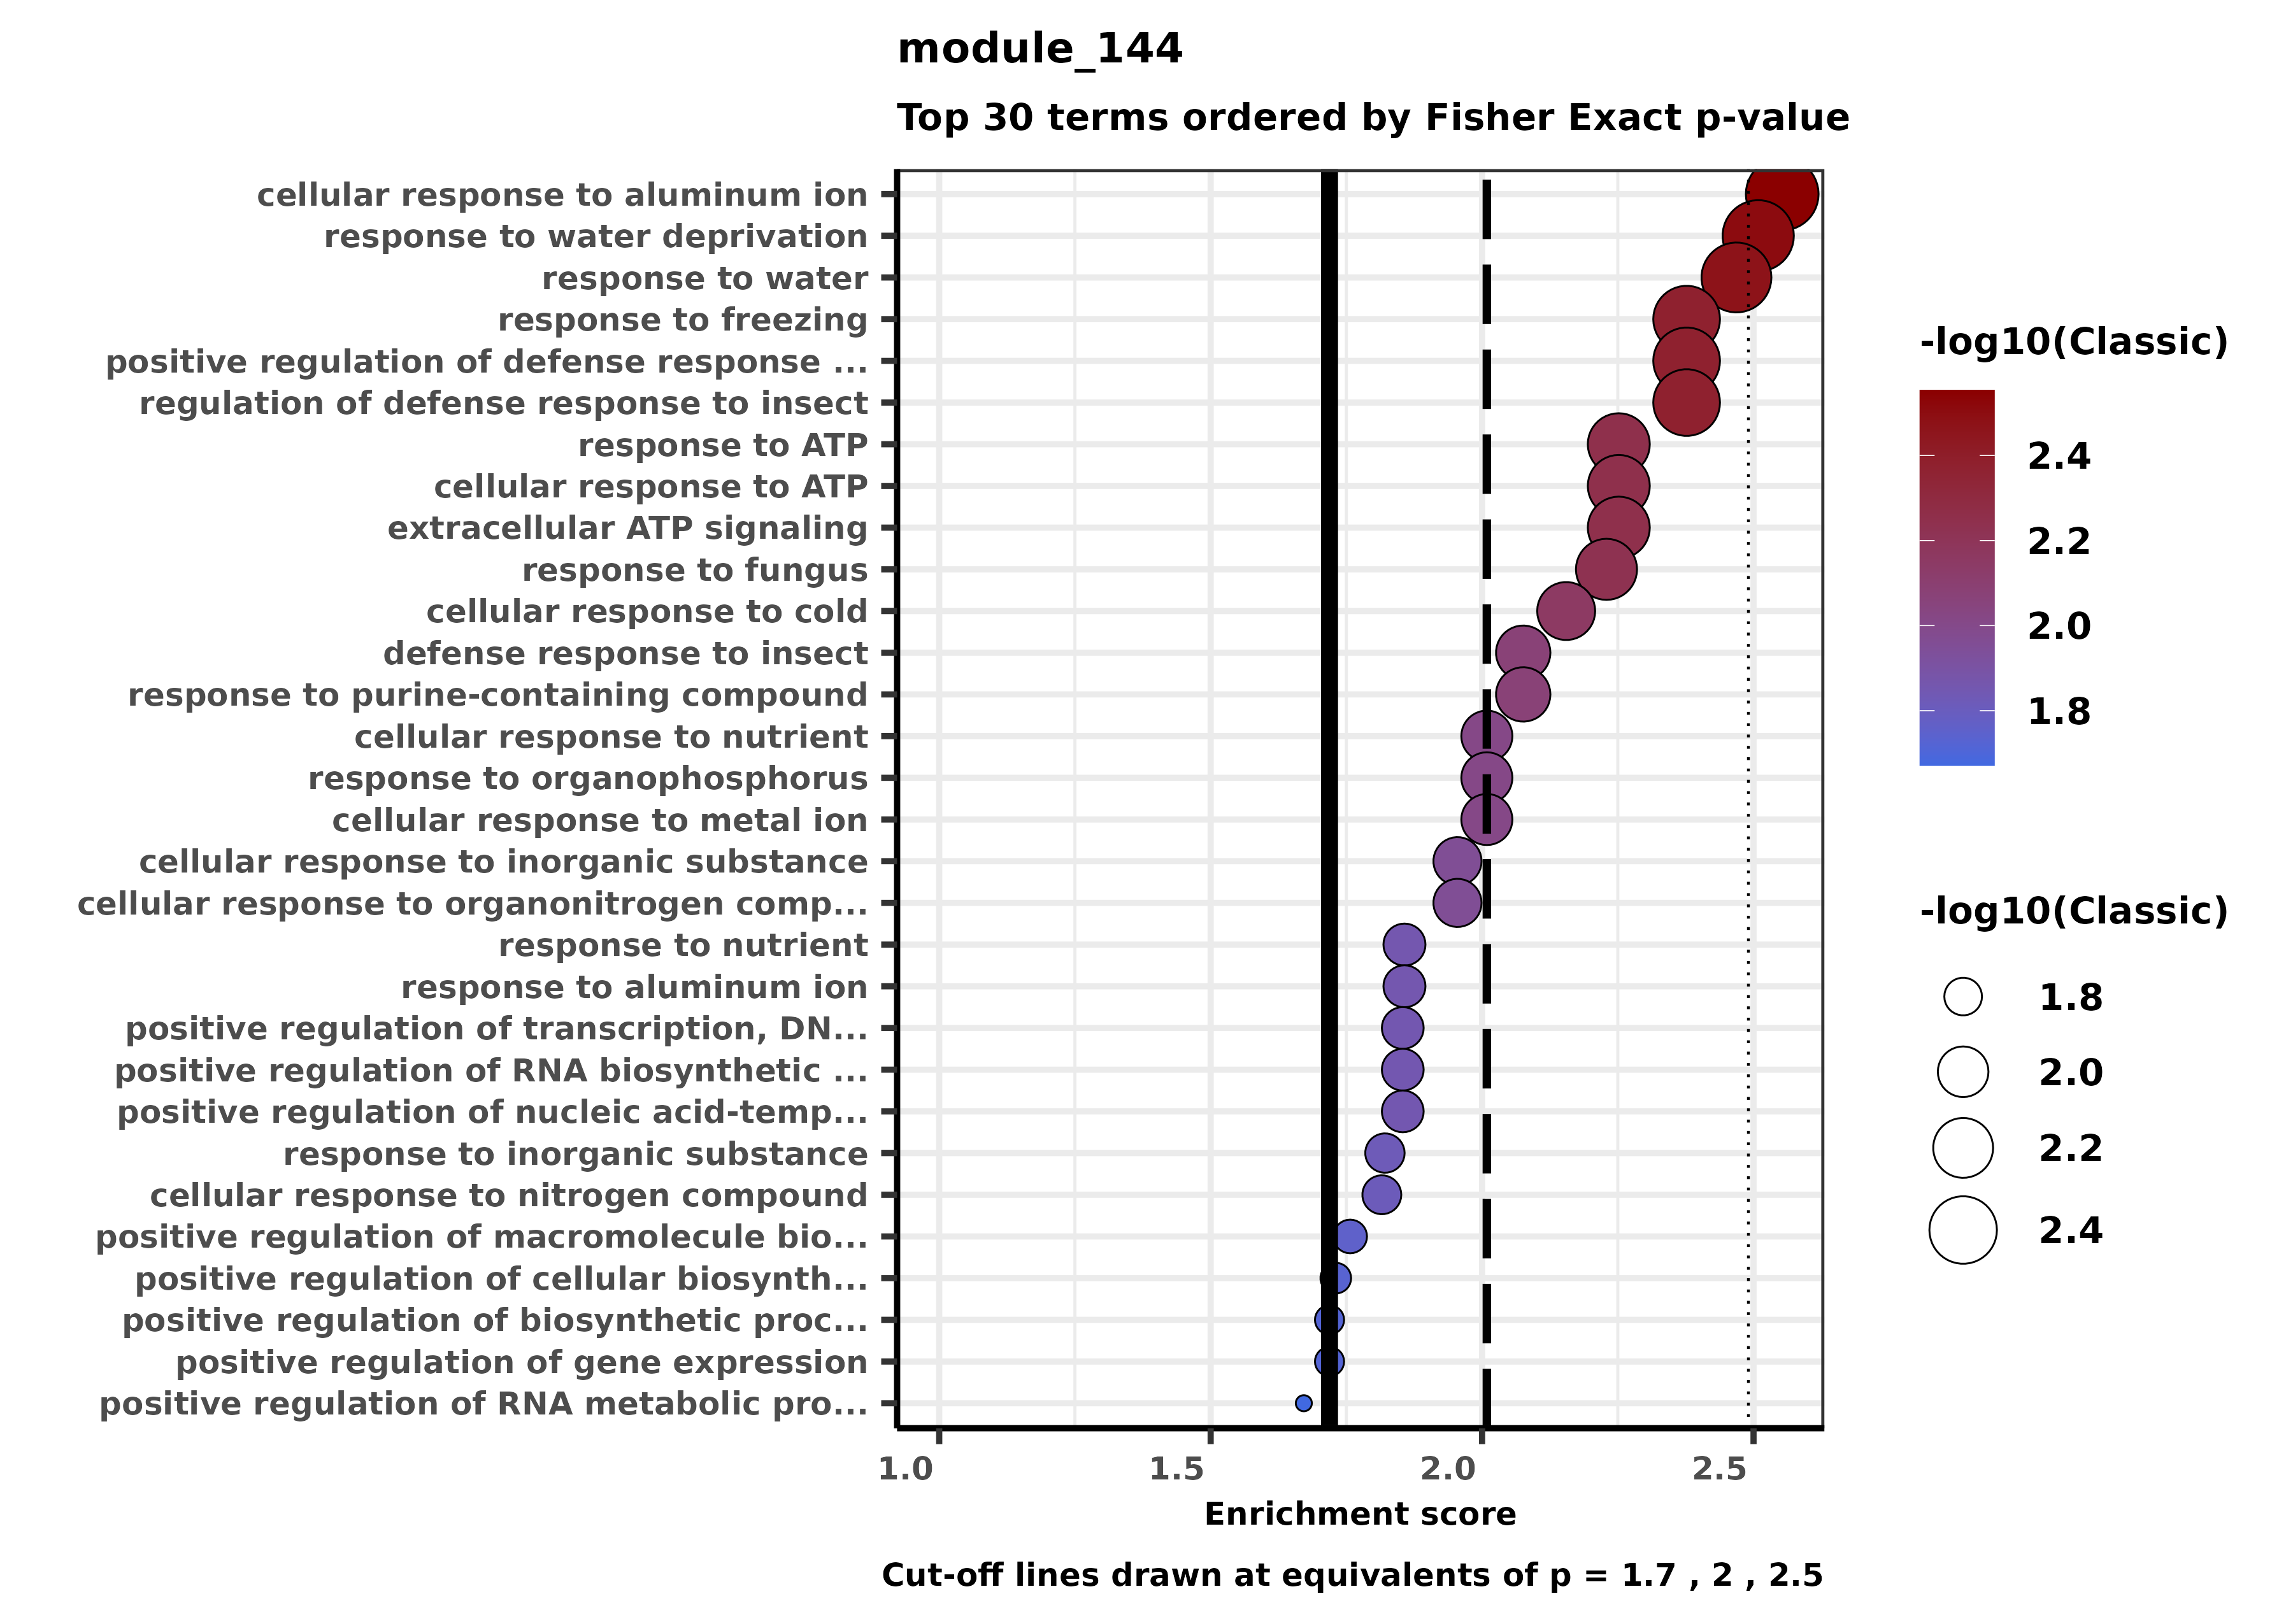 module_144
Top 30 terms ordered by Fisher Exact p-value
cellular response to aluminum ion
response to water deprivation
response to water
response to freezing
positive regulation of defense response ...
regulation of defense response to insect
response to ATP
cellular response to ATP
extracellular ATP signaling
response to fungus
cellular response to cold
defense response to insect
response to purine-containing compound
cellular response to nutrient
response to organophosphorus
cellular response to metal ion
cellular response to inorganic substance
cellular response to organonitrogen comp...
response to nutrient
response to aluminum ion
positive regulation of transcription, DN...
positive regulation of RNA biosynthetic ...
positive regulation of nucleic acid-temp...
response to inorganic substance
cellular response to nitrogen compound
positive regulation of macromolecule bio...
positive regulation of cellular biosynth...
positive regulation of biosynthetic proc...
positive regulation of gene expression
positive regulation of RNA metabolic pro...
1.0 1.5 2.0 2.5
Enrichment score
Cut-off lines drawn at equivalents of p = 1.7 , 2 , 2.5
-log10(Classic)
2.4
2.2
2.0
1.8
-log10(Classic)
1.8
2.0
2.2
2.4